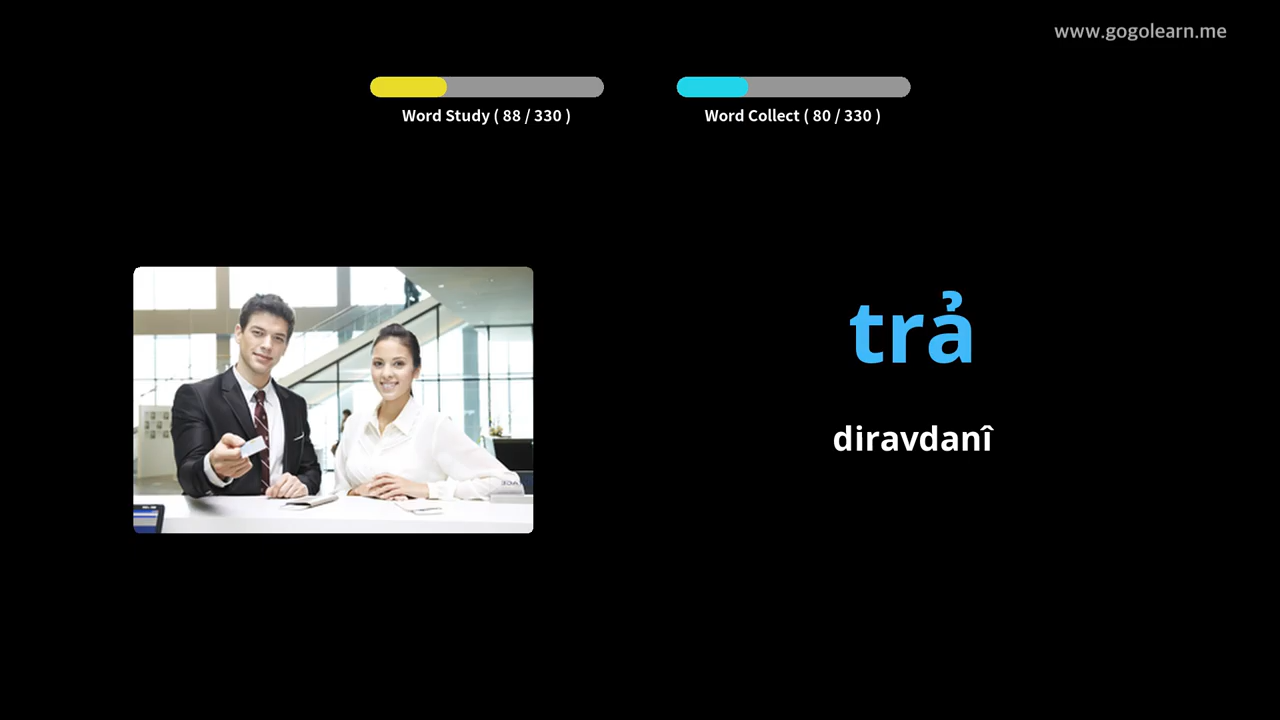 www.gogolearn.me
Word Study ( 88 / 330 )
Word Collect ( 80 / 330 )
trả
diravdanî